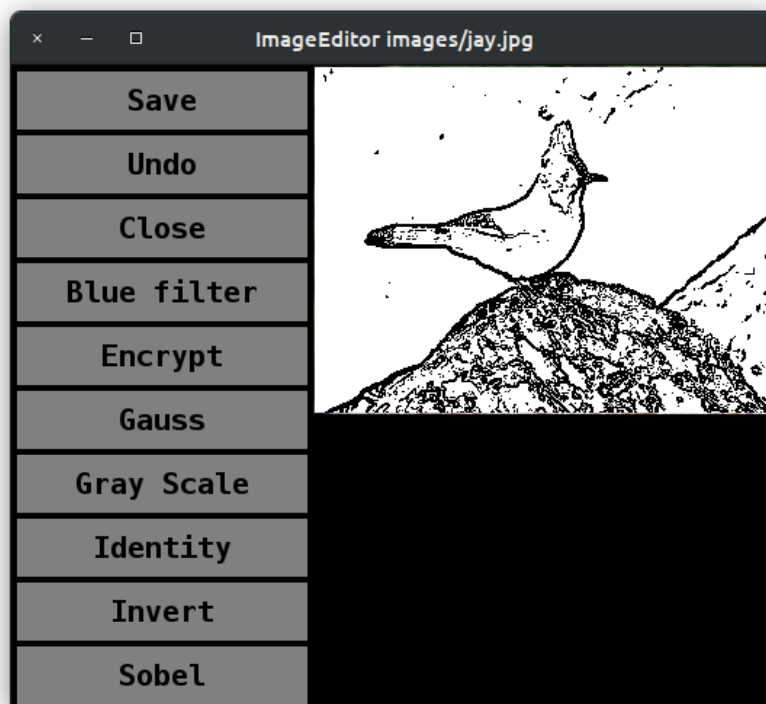 ImageEditor images/jay.jpg
Save
Undo
Close
Blue filter
Encrypt
Gauss
Gray Scale
Identity
Invert
Sobel